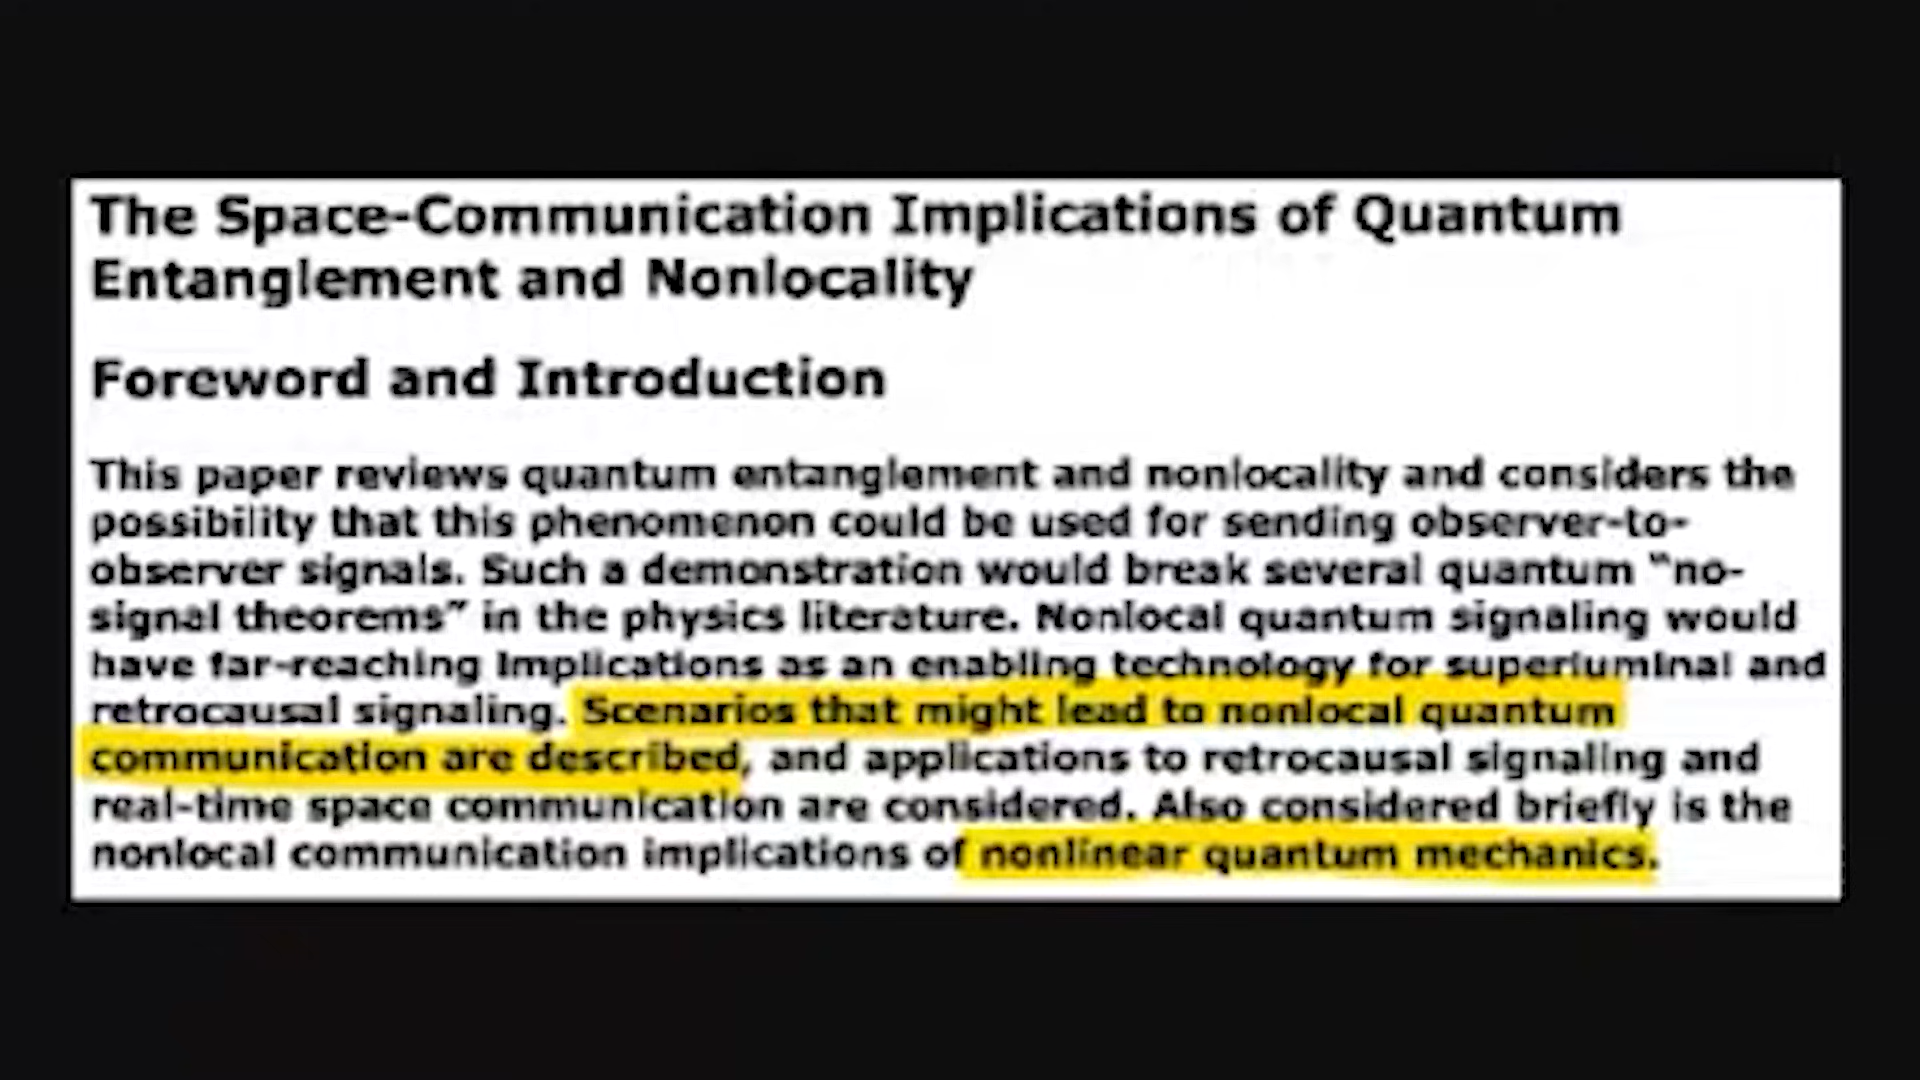 The Space-Communication Implications of Quantum
Entanglement and Nonlocality
Foreword and Introduction
This paper reviews quantum entanglement and nonlocality and considers the
possibility that this phenomenon could be used for sending observer-to-
observer signals. Such a demonstration would break several quantum “no-
signal theorems” in the physics literature. Nonlocal quantum signaling would
have far-reaching implications as an enabling technology for superluminal and
retrocausal signaling. Scenarios that might lead to nonlocal quantum
communication are described, and applications to retrocausal signaling and
real-time space communication are considered. Also considered briefly is the
nonlocal communication implications of nonlinear quantum mechanics.